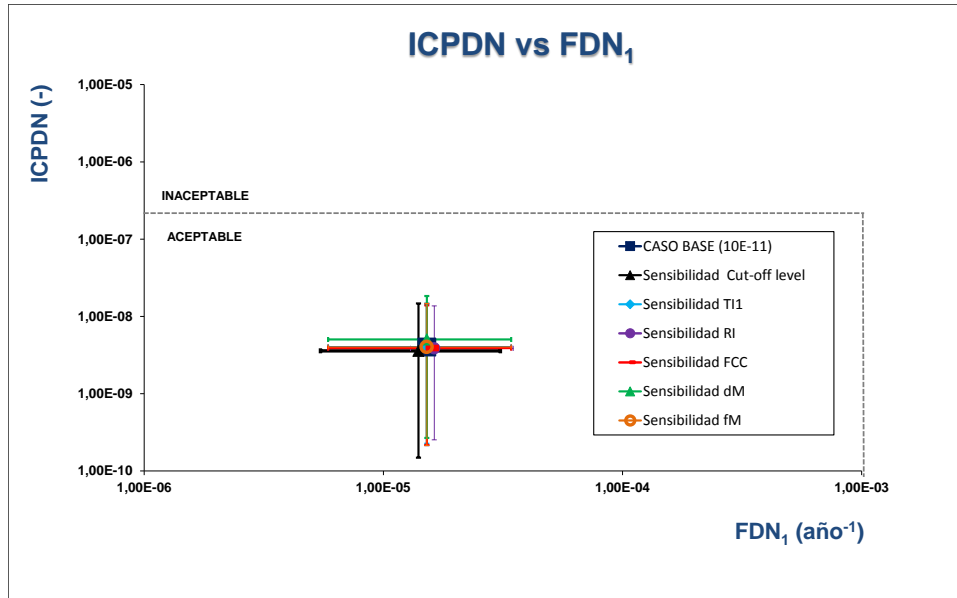 ICPDN vs FDN₁
ICPDN (-)
1,00E-05
1,00E-06
INACEPTABLE
1,00E-07
ACEPTABLE
CASO BASE (10E-11)
Sensibilidad Cut-off level
Sensibilidad TI1
Sensibilidad RI
Sensibilidad FCC
Sensibilidad dM
Sensibilidad fM
1,00E-08
1,00E-09
1,00E-10
1,00E-06
1,00E-05
1,00E-04
1,00E-03
FDN₁ (año⁻¹)